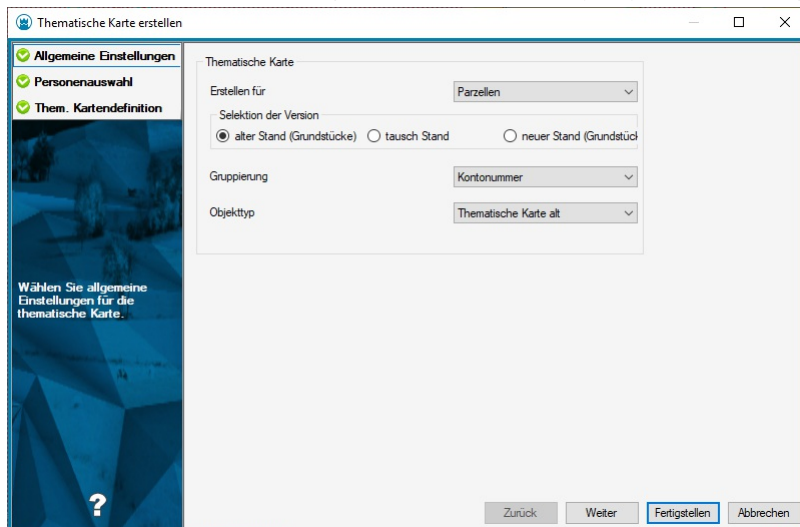 Thematische Karte erstellen
Allgemeine Einstellungen
Personenauswahl
Them. Kartendefinition
Wählen Sie allgemeine
Einstellungen für die
thematische Karte.
?
Thematische Karte
Erstellen für
Parzellen
Selektion der Version
alter Stand (Grundstücke)
tausch Stand
neuer Stand (Grundstück
Gruppierung
Kontonummer
Objekttyp
Thematische Karte alt
Zurück
Weiter
Fertigstellen
Abbrechen